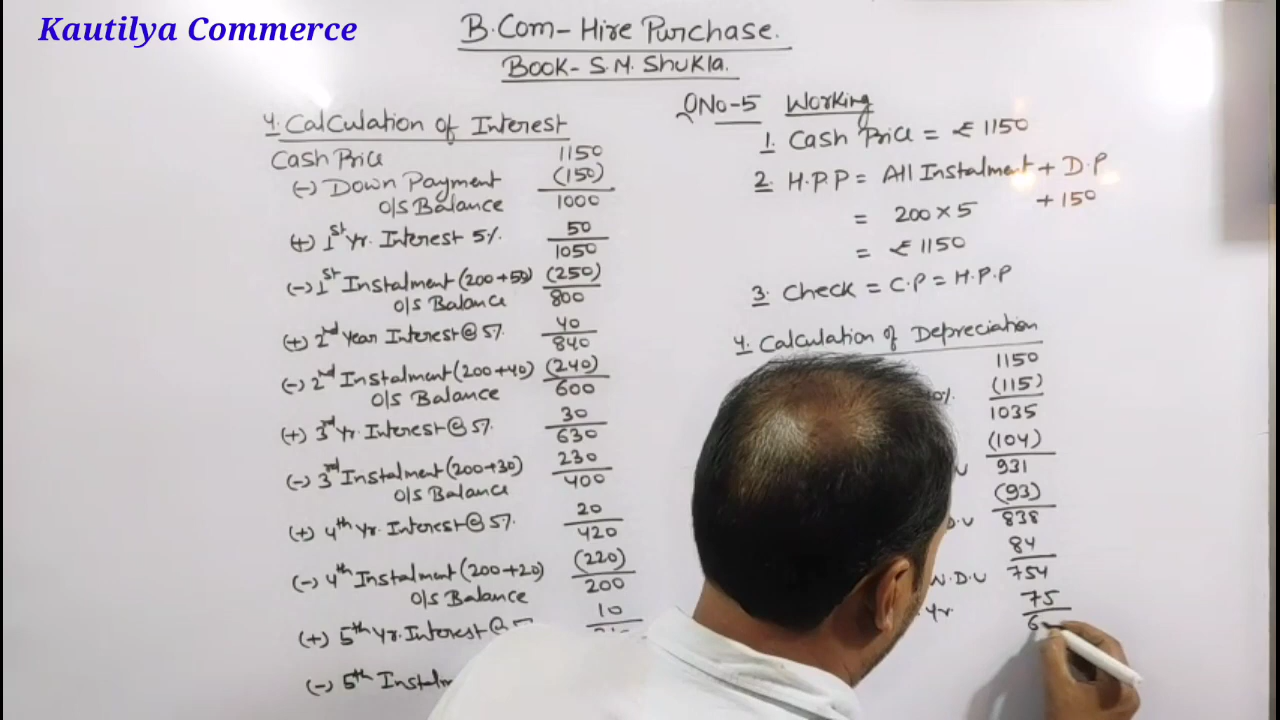 Kautilya Commerce
B.Com - Hire Purchase.
Book - S.M. Shukla.
4. Calculation of Interest
Cash Price 1150
(-) Down Payment (150)
O/S Balance 1000
(+) 1st Yr. Interest 5%. 50
1050
(-) 1st Instalment (200+50) (250)
O/S Balance 800
(+) 2nd Year Interest @ 5% 40
840
(-) 2nd Instalment (200+40) (240)
O/S Balance 600
(+) 3rd Yr. Interest @ 5% 30
630
(-) 3rd Instalment (200+30) 230
O/S Balance 400
(+) 4th Yr. Interest @ 5%. 20
420
(-) 4th Instalment (200+20) (220)
O/S Balance 200
(+) 5th Yr. Interest @ 10
(-) 5th
QNo-5 Working
1. Cash Price = ₹ 1150
2. H.P.P = All Instalment + D.P
= 200 × 5 + 150
= ₹ 1150
3. Check = C.P = H.P.P
4. Calculation of Depreciation
1150
(115)
1035
(104)
931
(93)
838
84
754
Yr. 75